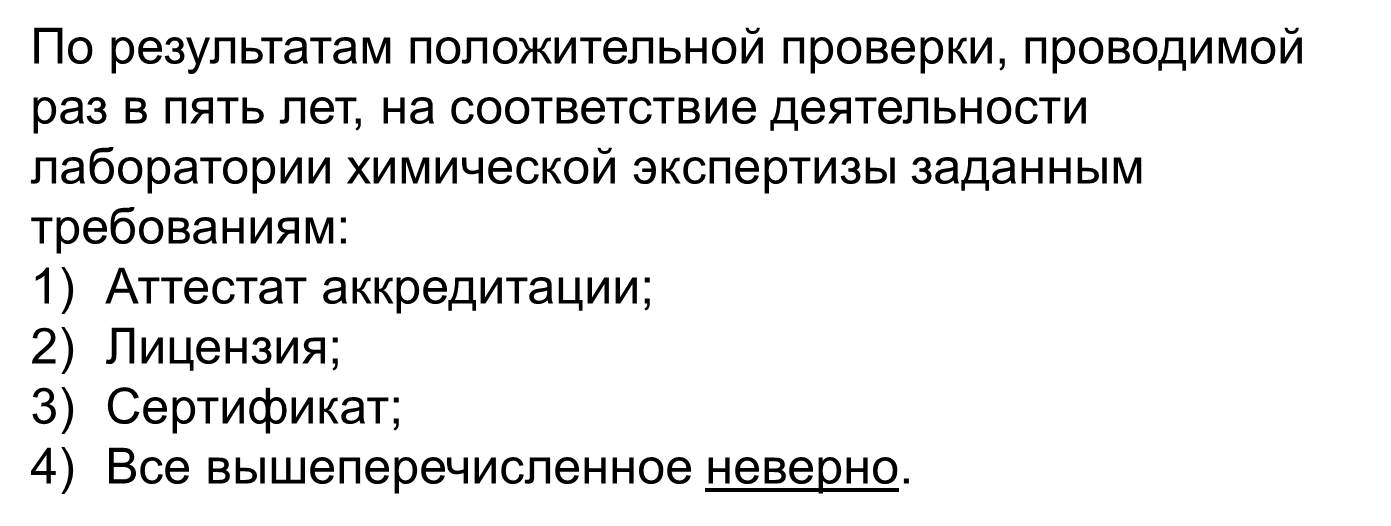 По результатам положительной проверки, проводимой
раз в пять лет, на соответствие деятельности
лаборатории химической экспертизы заданным
требованиям:
1) Аттестат аккредитации;
2) Лицензия;
3) Сертификат;
4) Все вышеперечисленное неверно.